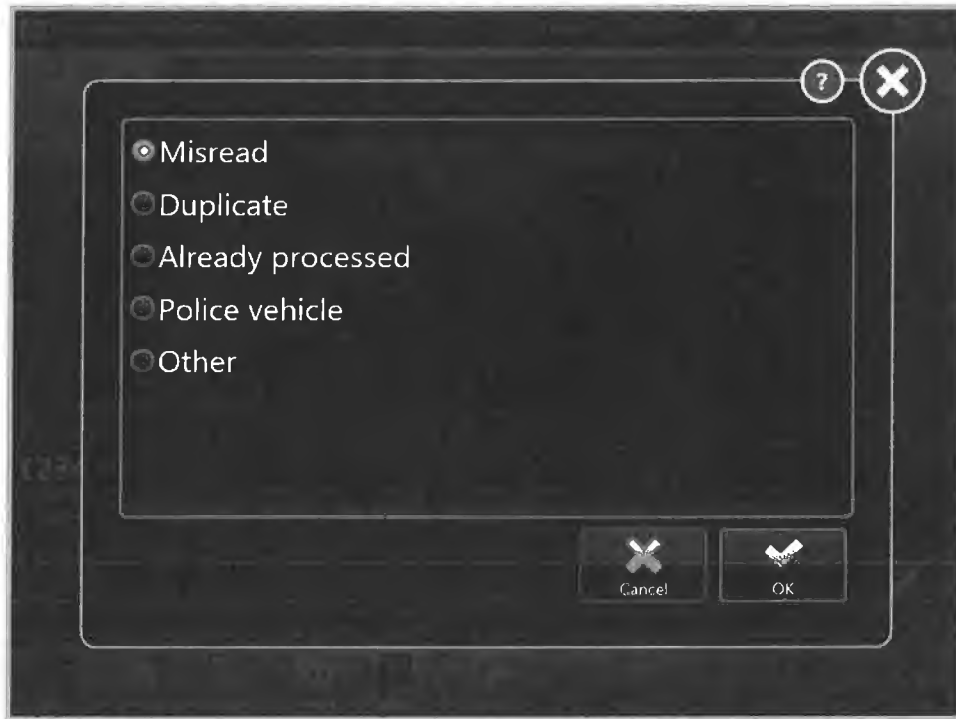 ?
Misread
Duplicate
Already processed
Police vehicle
Other
Cancel
OK